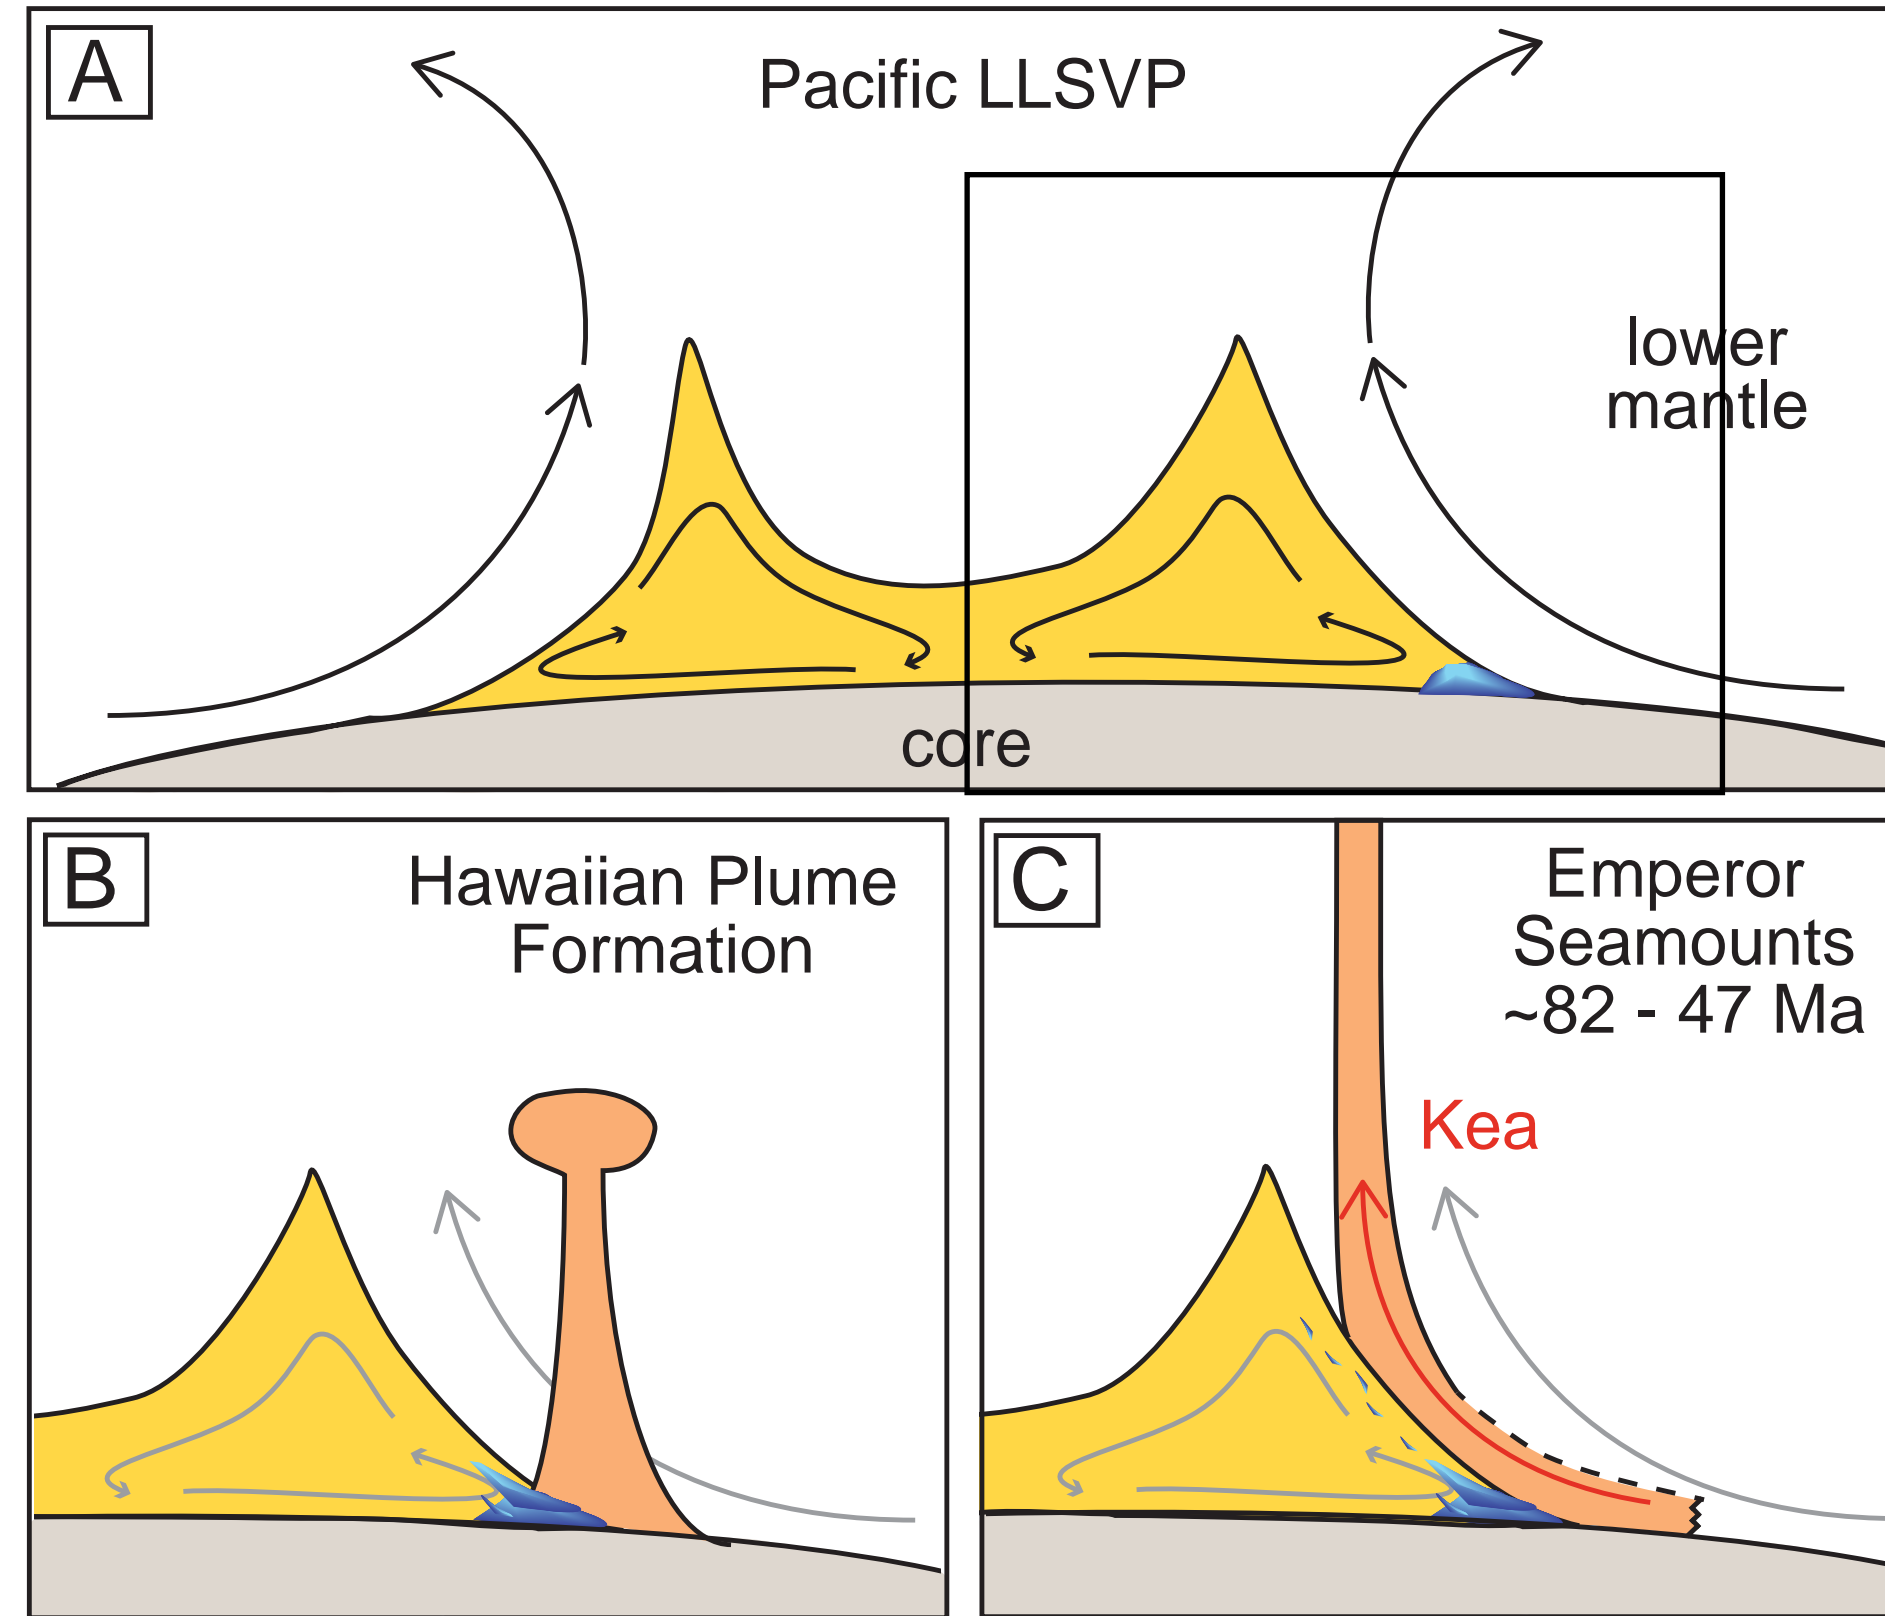 A
Pacific LLSVP
lower
mantle
core
B
Hawaiian Plume
Formation
C
Emperor
Seamounts
~82 - 47 Ma
Kea